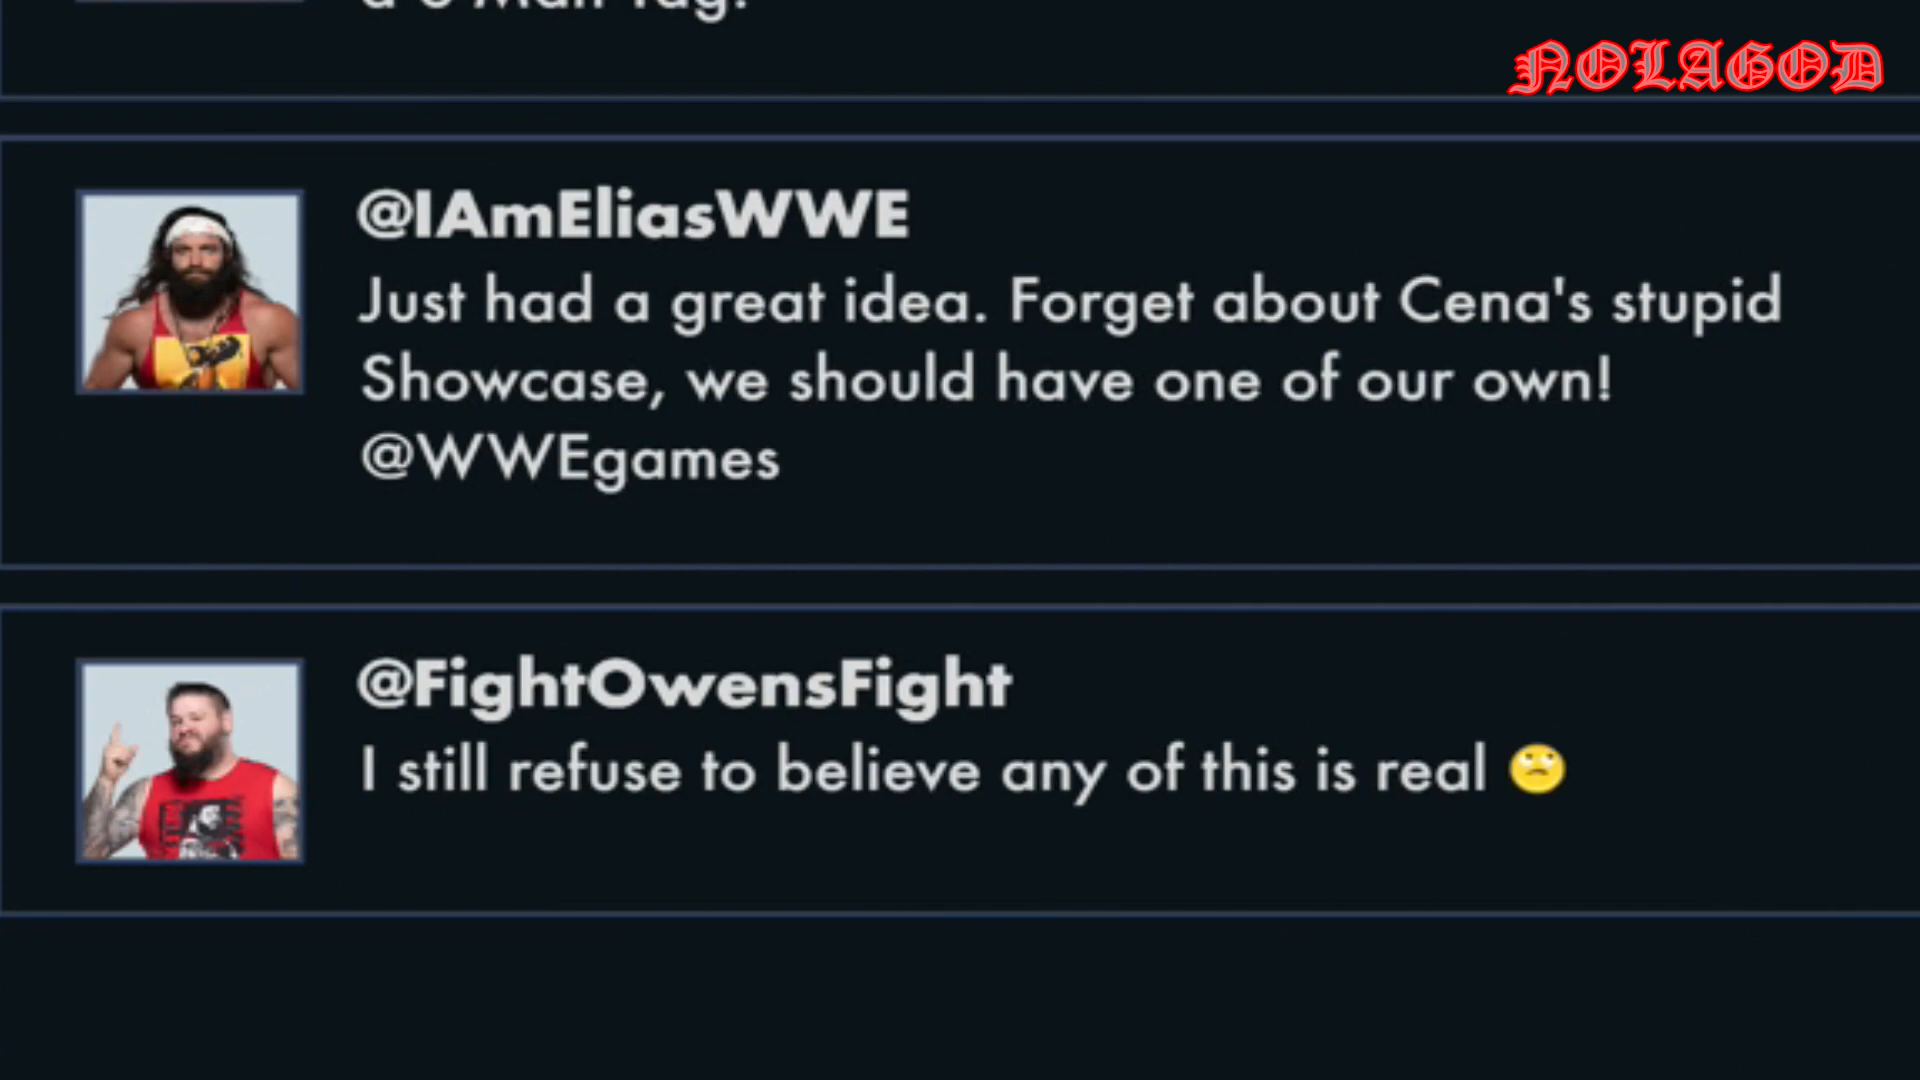 NOLAGOD
@IAmEliasWWE
Just had a great idea. Forget about Cena's stupid
Showcase, we should have one of our own!
@WWEgames
@FightOwensFight
I still refuse to believe any of this is real 🙄